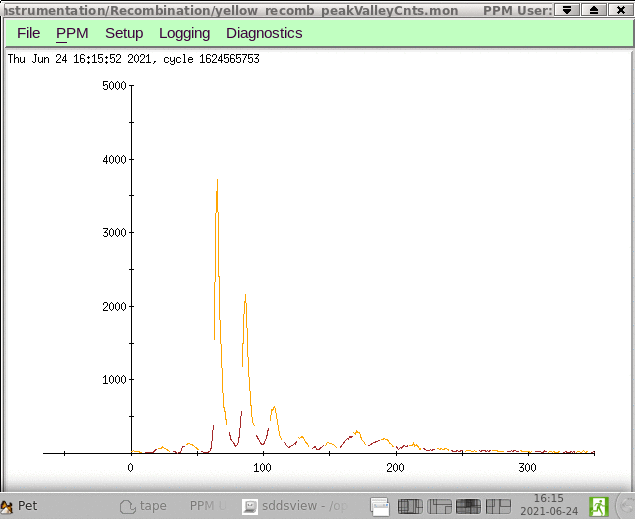 nstrumentation/Recombination/yellow_recomb_peakValleyCnts.mon PPM User:
File PPM Setup Logging Diagnostics
Thu Jun 24 16:15:52 2021, cycle 1624565753
5000
4000
3000
2000
1000
0 100 200 300
Pet tape PPM U sddsview - /op 16:15
2021-06-24